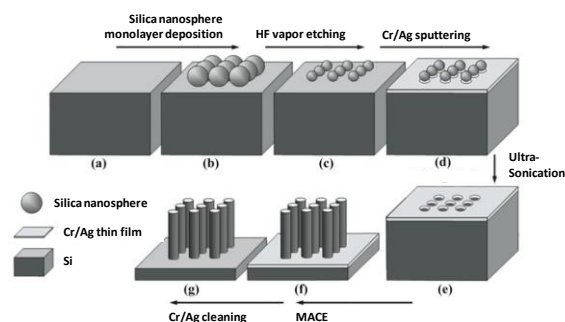 Silica nanosphere
monolayer deposition
HF vapor etching
Cr/Ag sputtering
(a)
(b)
(c)
(d)
Ultra-
Sonication
Silica nanosphere
Cr/Ag thin film
Si
(g)
(f)
(e)
Cr/Ag cleaning
MACE